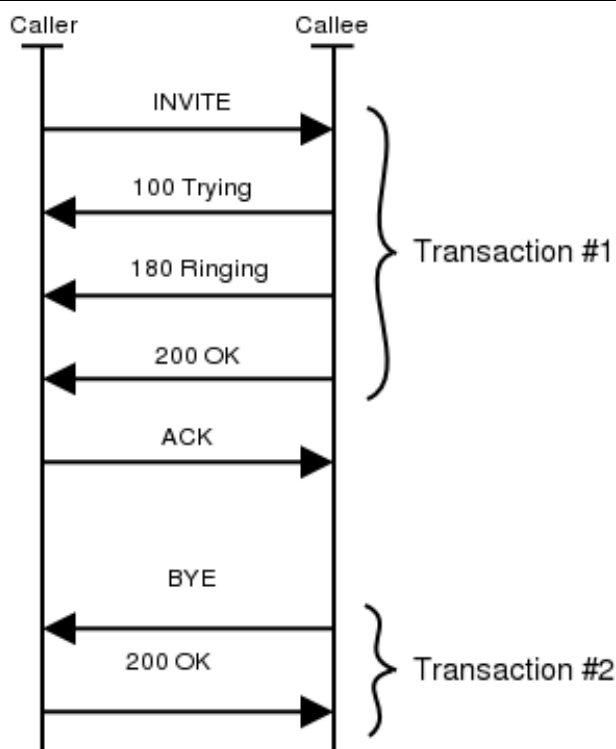 Caller
Callee
INVITE
100 Trying
180 Ringing
Transaction #1
200 OK
ACK
BYE
200 OK
Transaction #2